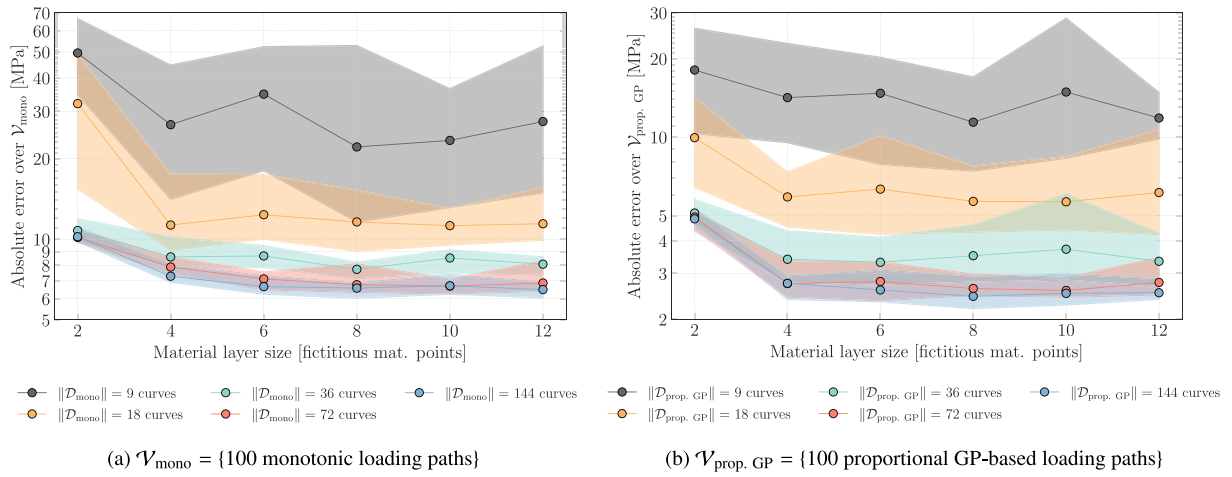 70
60
50
40
30
20
10
9
8
7
6
5
Absolute error over 𝒱mono [MPa]
2 4 6 8 10 12
Material layer size [fictitious mat. points]
30
20
10
5
4
3
2
Absolute error over 𝒱prop. GP [MPa]
2 4 6 8 10 12
Material layer size [fictitious mat. points]
‖𝒟mono‖ = 9 curves ‖𝒟mono‖ = 36 curves ‖𝒟mono‖ = 144 curves
‖𝒟mono‖ = 18 curves ‖𝒟mono‖ = 72 curves
‖𝒟prop. GP‖ = 9 curves ‖𝒟prop. GP‖ = 36 curves ‖𝒟prop. GP‖ = 144 curves
‖𝒟prop. GP‖ = 18 curves ‖𝒟prop. GP‖ = 72 curves
(a) 𝒱mono = {100 monotonic loading paths}
(b) 𝒱prop. GP = {100 proportional GP-based loading paths}